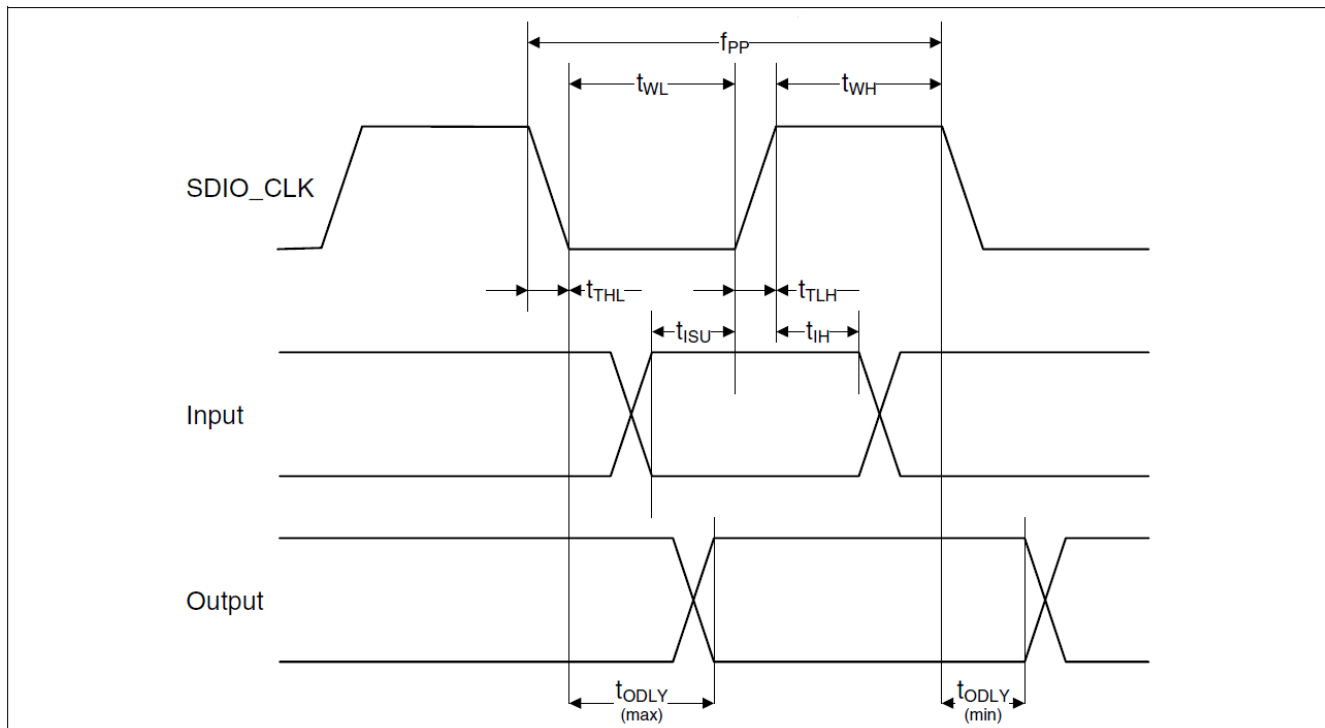 fPP
tWL
tWH
SDIO_CLK
tTHL
tTLH
tISU
tIH
Input
Output
tODLY
(max)
tODLY
(min)